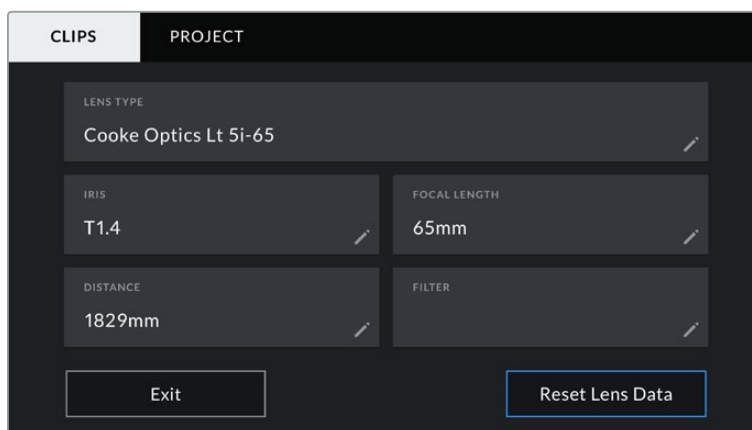 CLIPS PROJECT
LENS TYPE
Cooke Optics Lt 5i-65
IRIS FOCAL LENGTH
T1.4 65mm
DISTANCE FILTER
1829mm
Exit Reset Lens Data